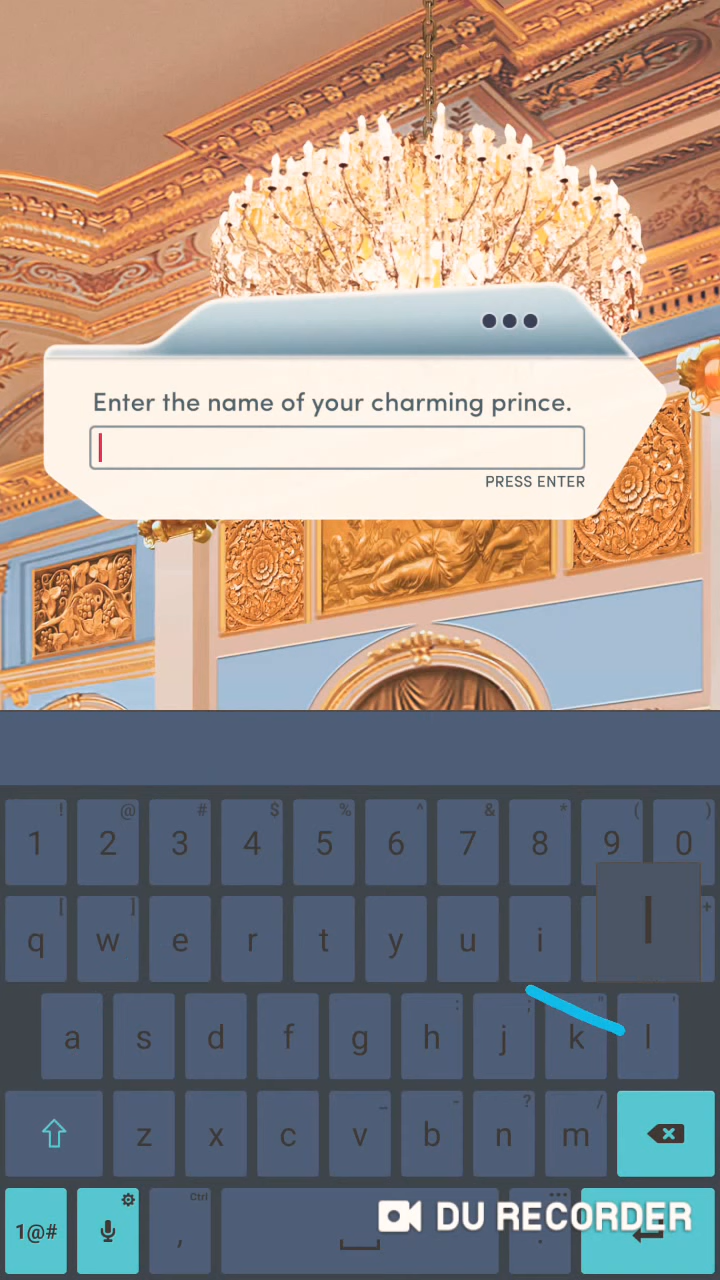 Enter the name of your charming prince.
PRESS ENTER
! @ # $ % ^ & * ( )
1 2 3 4 5 6 7 8 9 0
[ ] +
q w e r t y u i l
: ; " '
a s d f g h j k l
_ - ? /
z x c v b n m
Ctrl
1@# , .
DU RECORDER